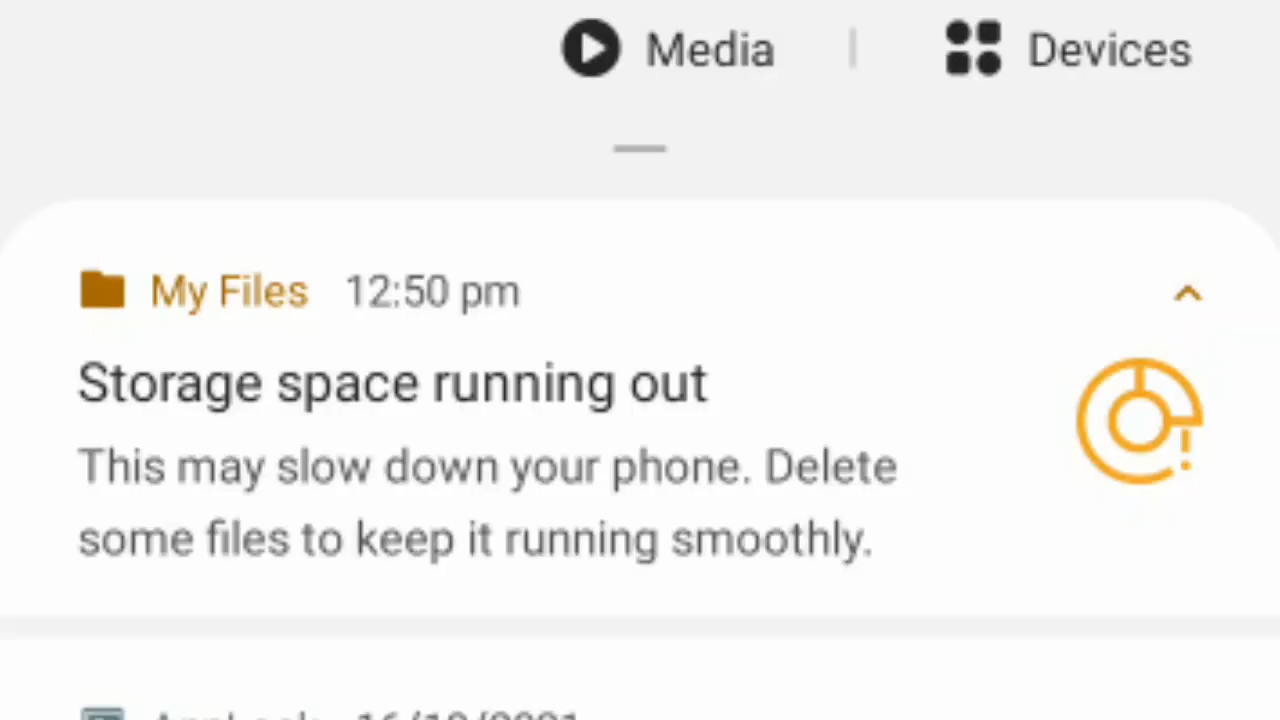 Media
Devices
My Files 12:50 pm
Storage space running out
This may slow down your phone. Delete
some files to keep it running smoothly.